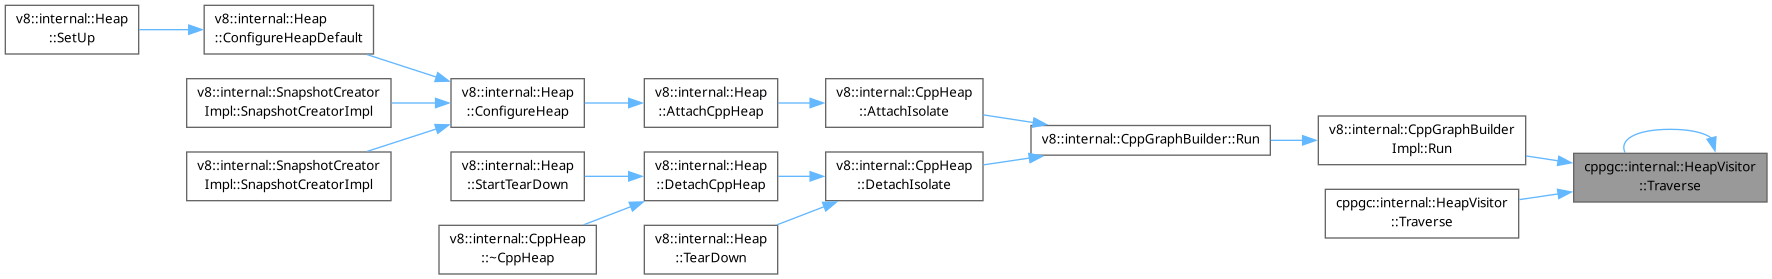 v8::internal::Heap
::SetUp
v8::internal::Heap
::ConfigureHeapDefault
v8::internal::SnapshotCreator
Impl::SnapshotCreatorImpl
v8::internal::SnapshotCreator
Impl::SnapshotCreatorImpl
v8::internal::Heap
::ConfigureHeap
v8::internal::Heap
::StartTearDown
v8::internal::CppHeap
::~CppHeap
v8::internal::Heap
::AttachCppHeap
v8::internal::Heap
::DetachCppHeap
v8::internal::Heap
::TearDown
v8::internal::CppHeap
::AttachIsolate
v8::internal::CppHeap
::DetachIsolate
v8::internal::CppGraphBuilder::Run
v8::internal::CppGraphBuilder
Impl::Run
cppgc::internal::HeapVisitor
::Traverse
cppgc::internal::HeapVisitor
::Traverse